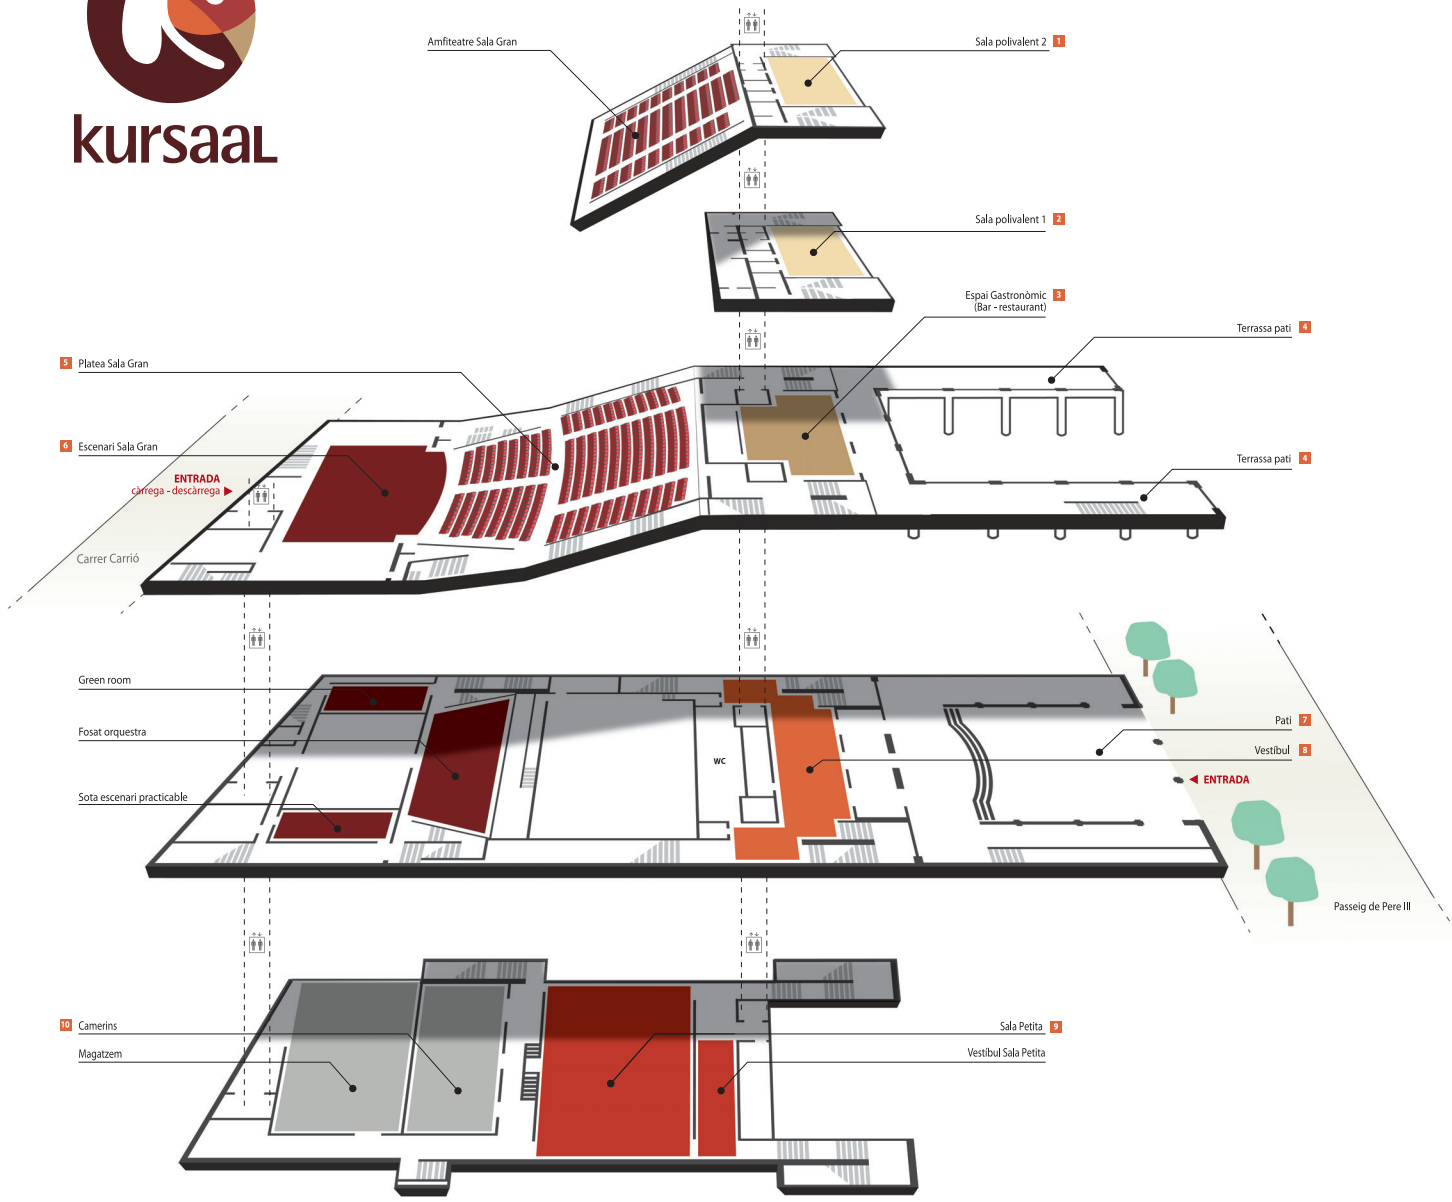 kursaal
Amfiteatre Sala Gran
Sala polivalent 2 1
Sala polivalent 1 2
Espai Gastronòmic 3
(Bar - restaurant)
Terrassa pati 4
5 Platea Sala Gran
6 Escenari Sala Gran
Terrassa pati 4
ENTRADA
càrrega - descàrrega
Carrer Carrió
Green room
Fosat orquestra
Sota escenari practicable
WC
Pati 7
Vestíbul 8
ENTRADA
Passeig de Pere III
10 Camerins
Magatzem
Sala Petita 9
Vestíbul Sala Petita